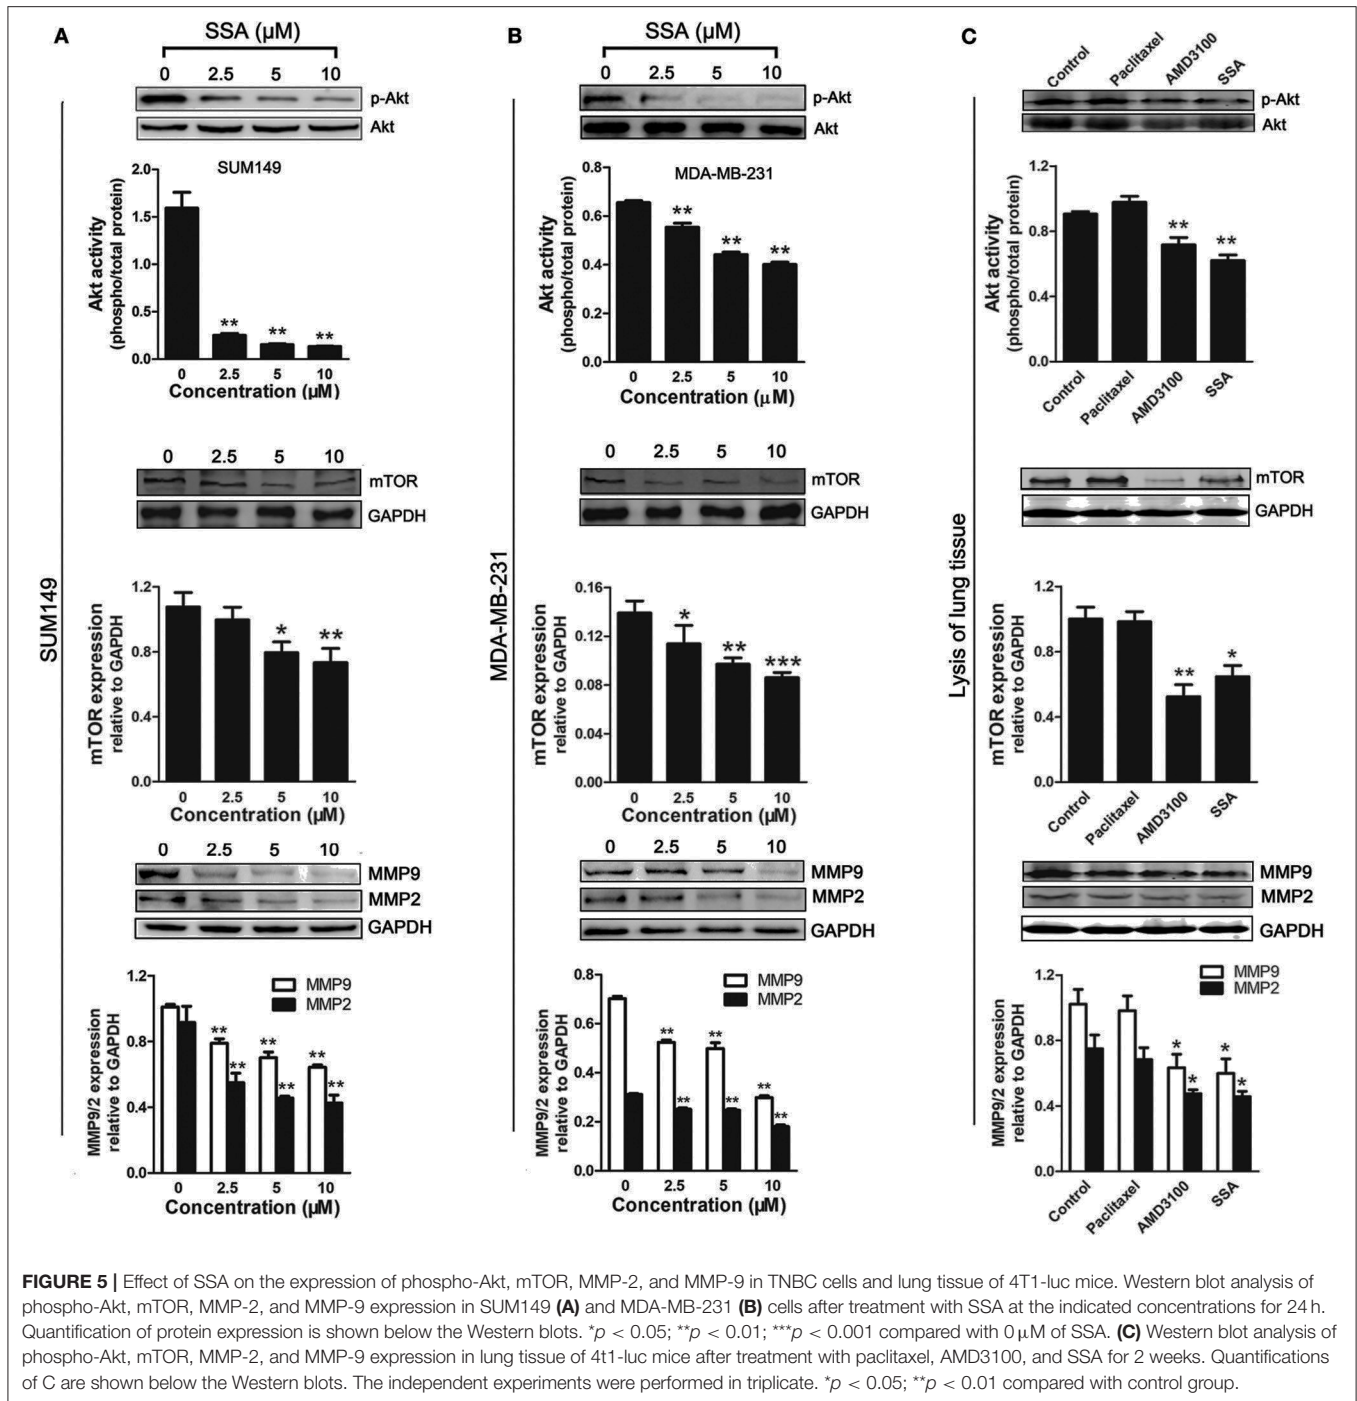 A
SSA (µM)
0 2.5 5 10
p-Akt
Akt
SUM149
2.0
1.5
1.0
0.5
0.0
Akt activity
(phospho/total protein)
** ** **
0 2.5 5 10
Concentration (µM)
0 2.5 5 10
mTOR
GAPDH
1.2
0.8
0.4
0.0
mTOR expression
relative to GAPDH
* **
0 2.5 5 10
Concentration (µM)
SUM149
0 2.5 5 10
MMP9
MMP2
GAPDH
1.2
0.8
0.4
0.0
MMP9/2 expression
relative to GAPDH
MMP9
MMP2
** ** **
** ** **
0 2.5 5 10
Concentration (µM)
B
SSA (µM)
0 2.5 5 10
p-Akt
Akt
MDA-MB-231
0.8
0.6
0.4
0.2
0.0
Akt activity
(phospho/total protein)
** ** **
0 2.5 5 10
Concentration (µM)
0 2.5 5 10
mTOR
GAPDH
0.16
0.12
0.08
0.04
0.00
mTOR expression
relative to GAPDH
* ** ***
0 2.5 5 10
Concentration (µM)
MDA-MB-231
0 2.5 5 10
MMP9
MMP2
GAPDH
0.8
0.6
0.4
0.2
0.0
MMP9/2 expression
relative to GAPDH
MMP9
MMP2
** ** **
** ** **
0 2.5 5 10
Concentration (µM)
C
Control Paclitaxel AMD3100 SSA
p-Akt
Akt
1.2
0.8
0.4
0.0
Akt activity
(phospho/total protein)
** **
Control Paclitaxel AMD3100 SSA
mTOR
GAPDH
1.2
0.8
0.4
0.0
mTOR expression
relative to GAPDH
** *
Control Paclitaxel AMD3100 SSA
Lysis of lung tissue
MMP9
MMP2
GAPDH
1.2
0.8
0.4
0.0
MMP9/2 expression
relative to GAPDH
MMP9
MMP2
* *
* *
Control Paclitaxel AMD3100 SSA
FIGURE 5 | Effect of SSA on the expression of phospho-Akt, mTOR, MMP-2, and MMP-9 in TNBC cells and lung tissue of 4T1-luc mice. Western blot analysis of
phospho-Akt, mTOR, MMP-2, and MMP-9 expression in SUM149 (A) and MDA-MB-231 (B) cells after treatment with SSA at the indicated concentrations for 24 h.
Quantification of protein expression is shown below the Western blots. *p < 0.05; **p < 0.01; ***p < 0.001 compared with 0 µM of SSA. (C) Western blot analysis of
phospho-Akt, mTOR, MMP-2, and MMP-9 expression in lung tissue of 4t1-luc mice after treatment with paclitaxel, AMD3100, and SSA for 2 weeks. Quantifications
of C are shown below the Western blots. The independent experiments were performed in triplicate. *p < 0.05; **p < 0.01 compared with control group.